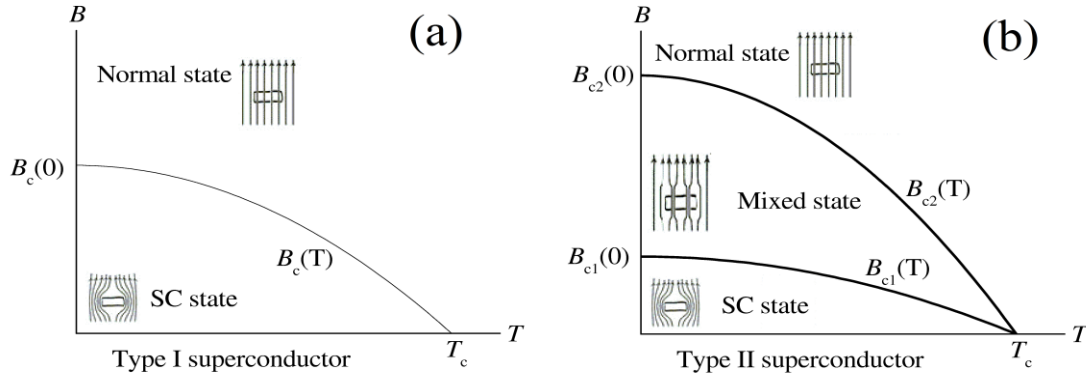 B
(a)
Normal state
B_c(0)
B_c(T)
SC state
T_c
T
Type I superconductor
B
(b)
Normal state
B_c2(0)
Mixed state
B_c2(T)
B_c1(0)
B_c1(T)
SC state
T_c
T
Type II superconductor